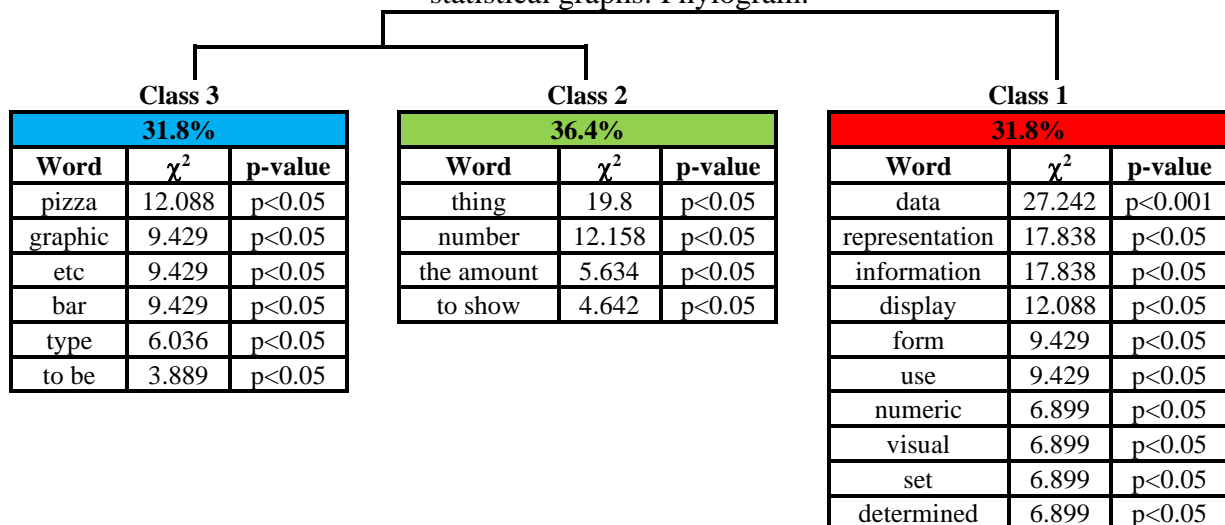 statistical graphs. Phylogram.
Class 3
31.8%
Word χ² p-value
pizza 12.088 p<0.05
graphic 9.429 p<0.05
etc 9.429 p<0.05
bar 9.429 p<0.05
type 6.036 p<0.05
to be 3.889 p<0.05
Class 2
36.4%
Word χ² p-value
thing 19.8 p<0.05
number 12.158 p<0.05
the amount 5.634 p<0.05
to show 4.642 p<0.05
Class 1
31.8%
Word χ² p-value
data 27.242 p<0.001
representation 17.838 p<0.05
information 17.838 p<0.05
display 12.088 p<0.05
form 9.429 p<0.05
use 9.429 p<0.05
numeric 6.899 p<0.05
visual 6.899 p<0.05
set 6.899 p<0.05
determined 6.899 p<0.05